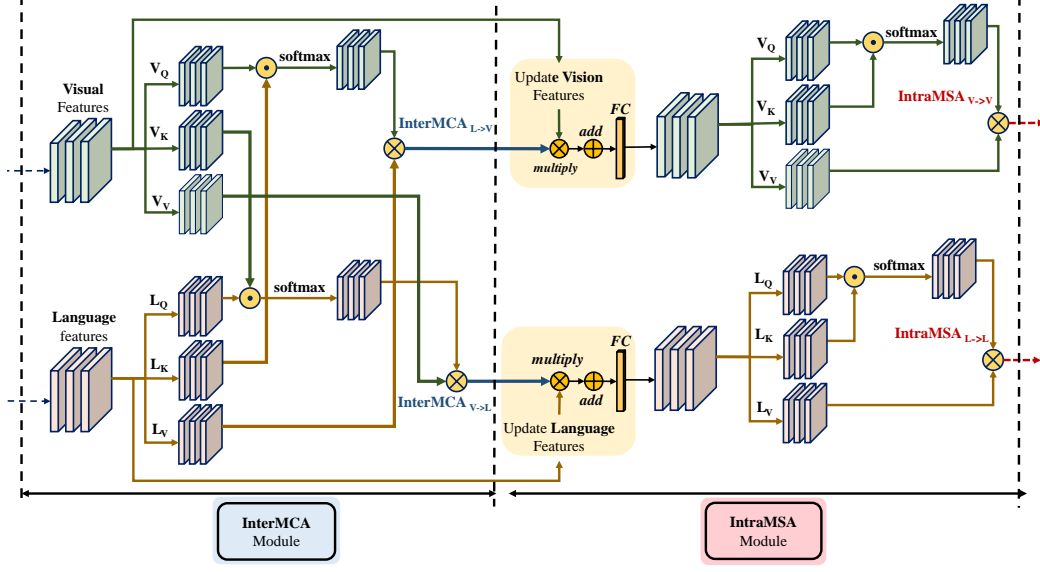 Visual
Features
V_Q
V_K
V_V
softmax
InterMCA L->V
Update Vision
Features
multiply
add
FC
V_Q
V_K
V_V
softmax
IntraMSA V->V
Language
features
L_Q
L_K
L_V
softmax
InterMCA V->L
multiply
add
FC
Update Language
Features
L_Q
L_K
L_V
softmax
IntraMSA L->L
InterMCA
Module
IntraMSA
Module